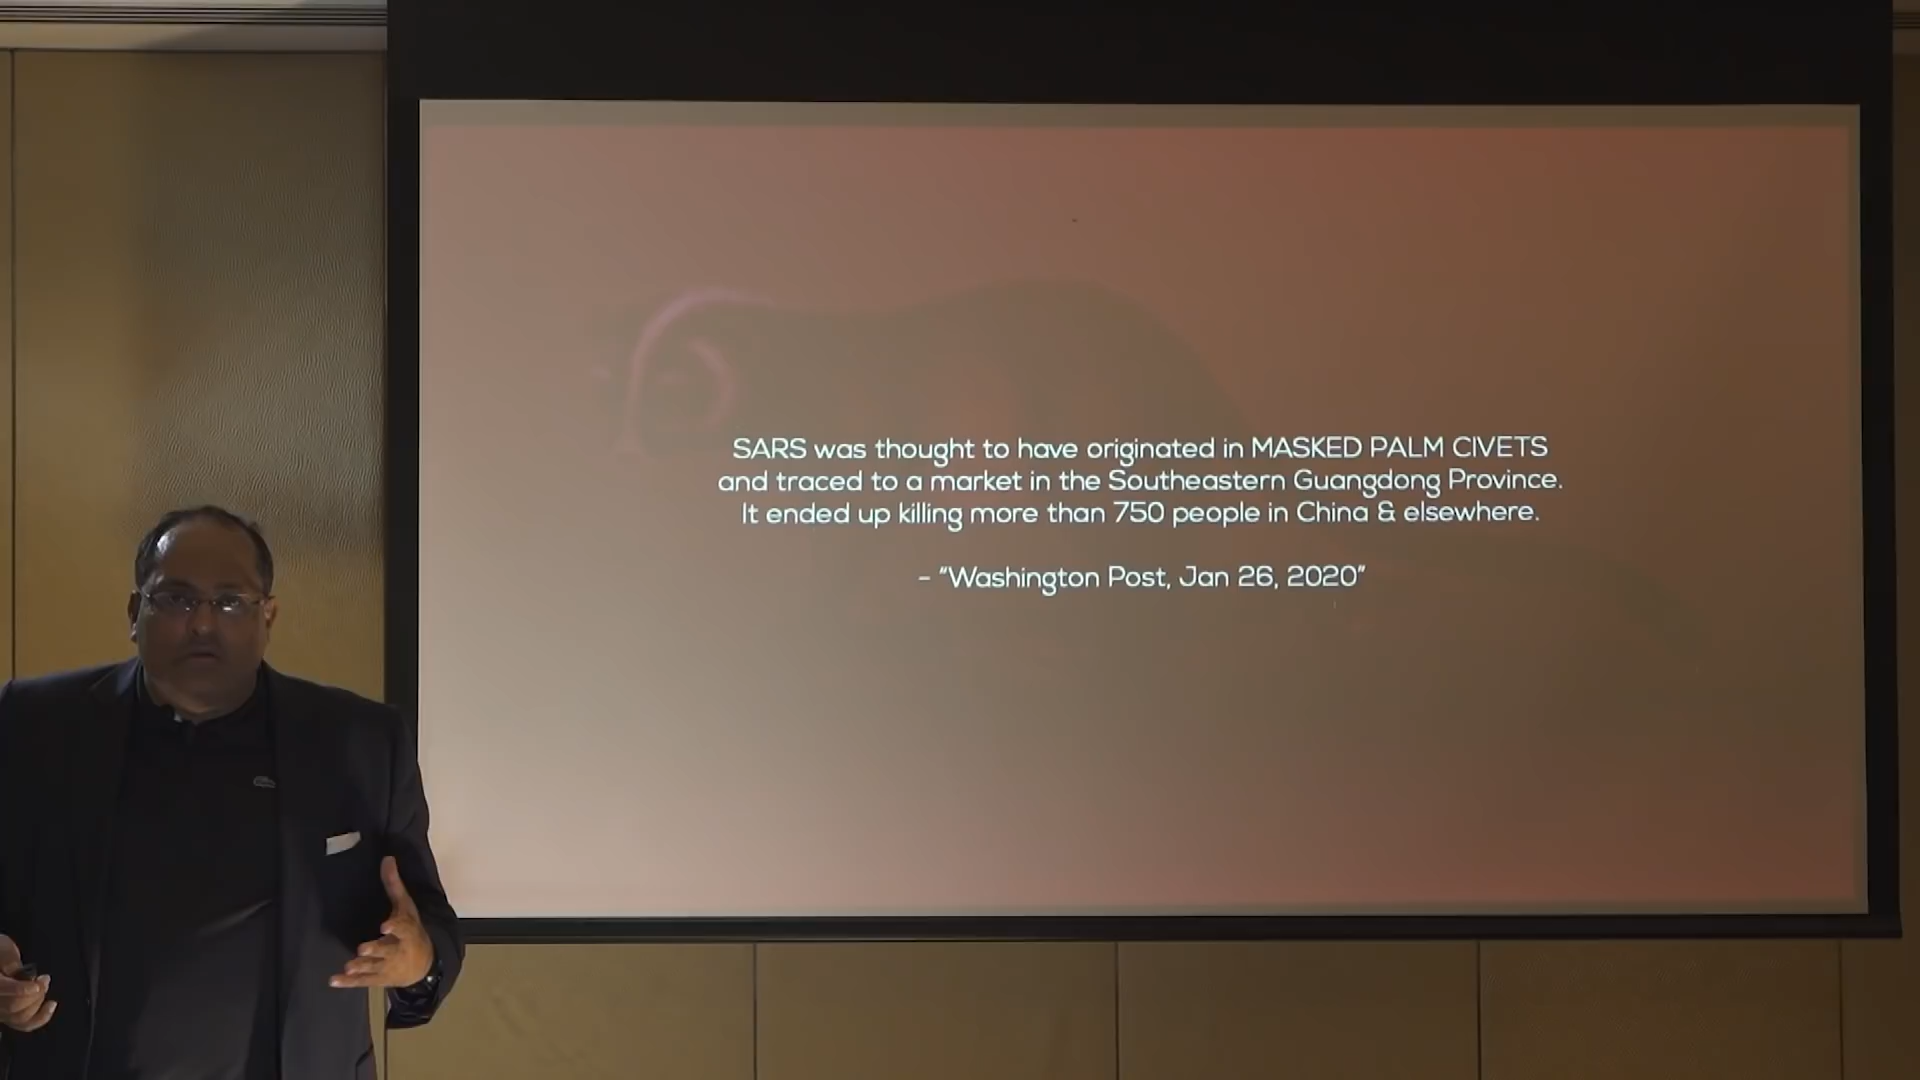 SARS was thought to have originated in MASKED PALM CIVETS
and traced to a market in the Southeastern Guangdong Province.
It ended up killing more than 750 people in China & elsewhere.
- "Washington Post, Jan 26, 2020"